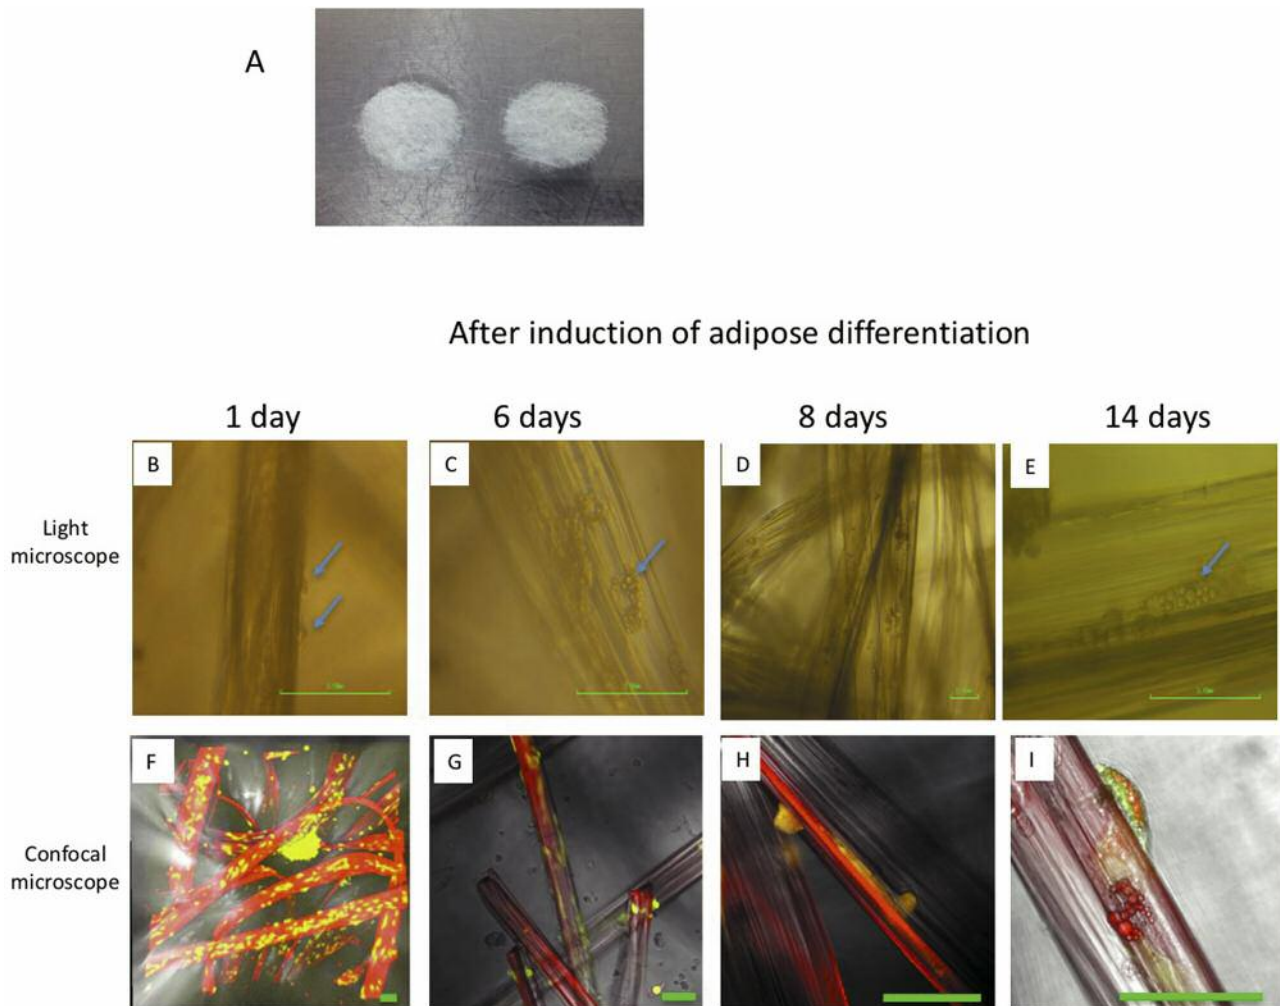 A
After induction of adipose differentiation
1 day
6 days
8 days
14 days
Light
microscope
B
C
D
E
Confocal
microscope
F
G
H
I